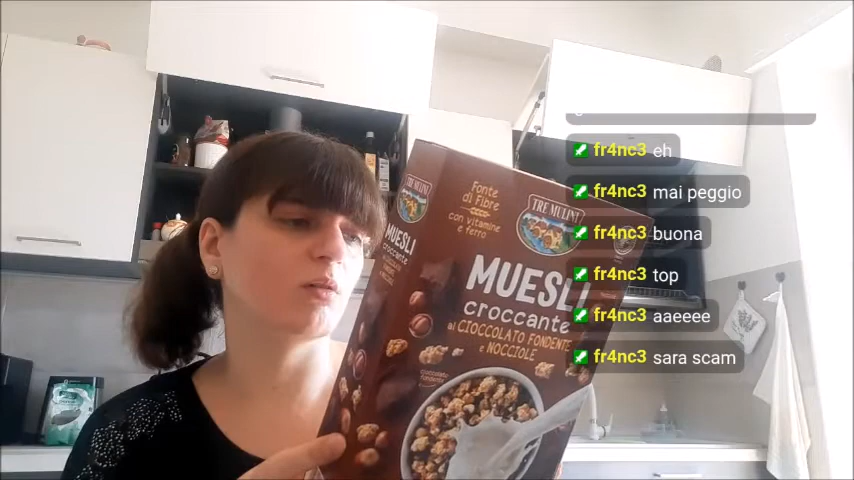 TRE MULINI
MUESLI
croccante
Fonte
di Fibre
con vitamine
e ferro
TRE MULINI
MUESLI
croccante
al CIOCCOLATO FONDENTE
e NOCCIOLE
fr4nc3 eh
fr4nc3 mai peggio
fr4nc3 buona
fr4nc3 top
fr4nc3 aaeeee
fr4nc3 sara scam